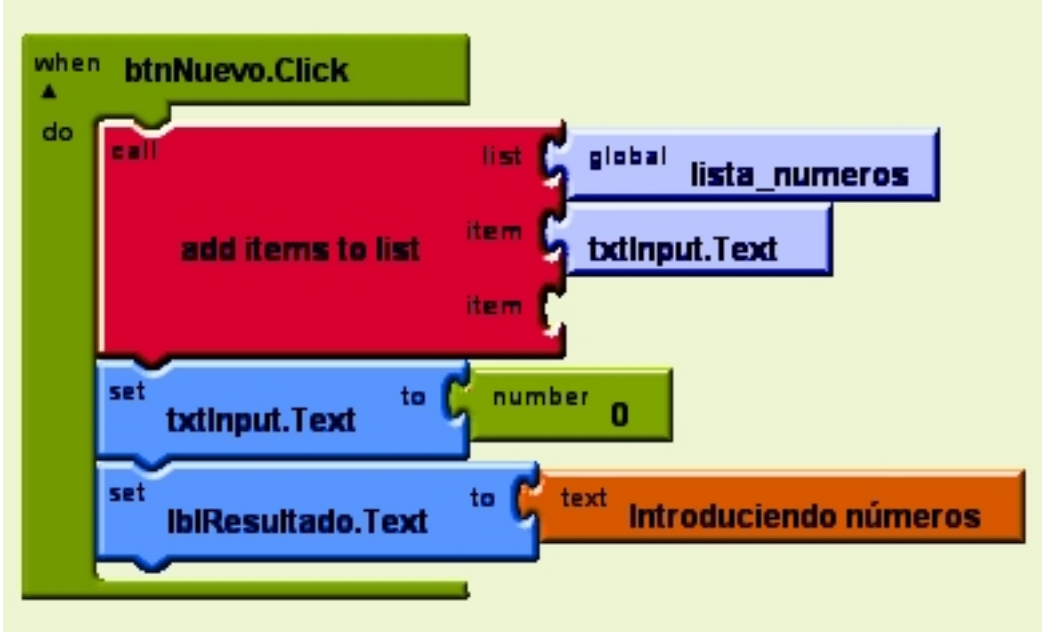 when btnNuevo.Click
do
call list global lista_numeros
add items to list item txtInput.Text
item
set txtInput.Text to number 0
set lblResultado.Text to text Introduciendo números